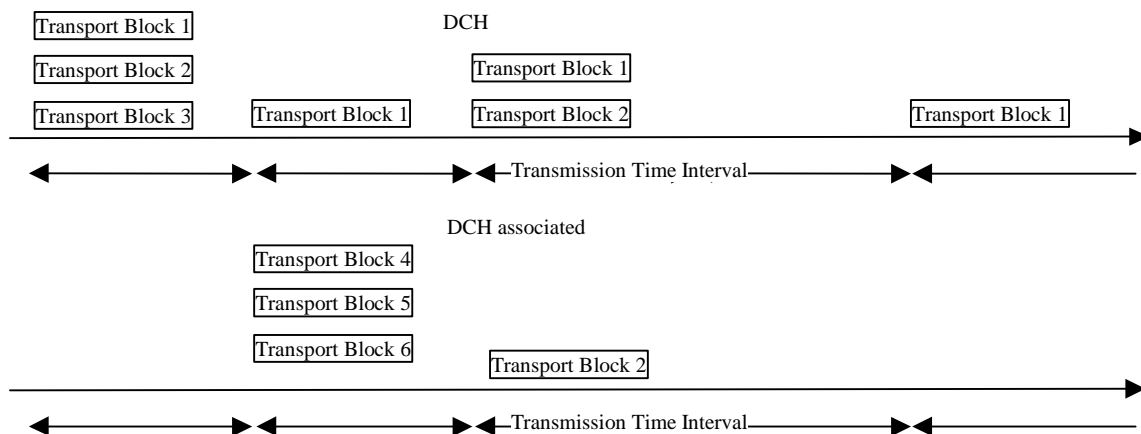 Transport Block 1
DCH
Transport Block 2
Transport Block 1
Transport Block 3
Transport Block 1
Transport Block 2
Transport Block 1
Transmission Time Interval
DCH associated
Transport Block 4
Transport Block 5
Transport Block 6
Transport Block 2
Transmission Time Interval